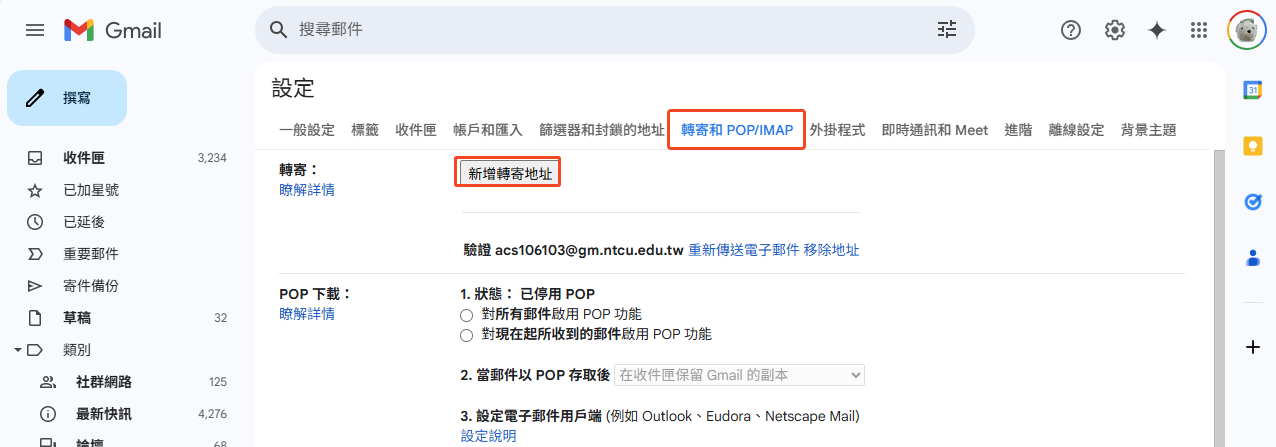 Gmail
搜尋郵件
撰寫
收件匣 3,234
已加星號
已延後
重要郵件
寄件備份
草稿 32
類別
社群網路 125
最新快訊 4,276
論壇 68
設定
一般設定 標籤 收件匣 帳戶和匯入 篩選器和封鎖的地址 轉寄和 POP/IMAP 外掛程式 即時通訊和 Meet 進階 離線設定 背景主題
轉寄：
瞭解詳情
新增轉寄地址
驗證 acs106103@gm.ntcu.edu.tw 重新傳送電子郵件 移除地址
POP 下載：
瞭解詳情
1. 狀態： 已停用 POP
對所有郵件啟用 POP 功能
對現在起所收到的郵件啟用 POP 功能
2. 當郵件以 POP 存取後 在收件匣保留 Gmail 的副本
3. 設定電子郵件用戶端 (例如 Outlook、Eudora、Netscape Mail)
設定說明
31